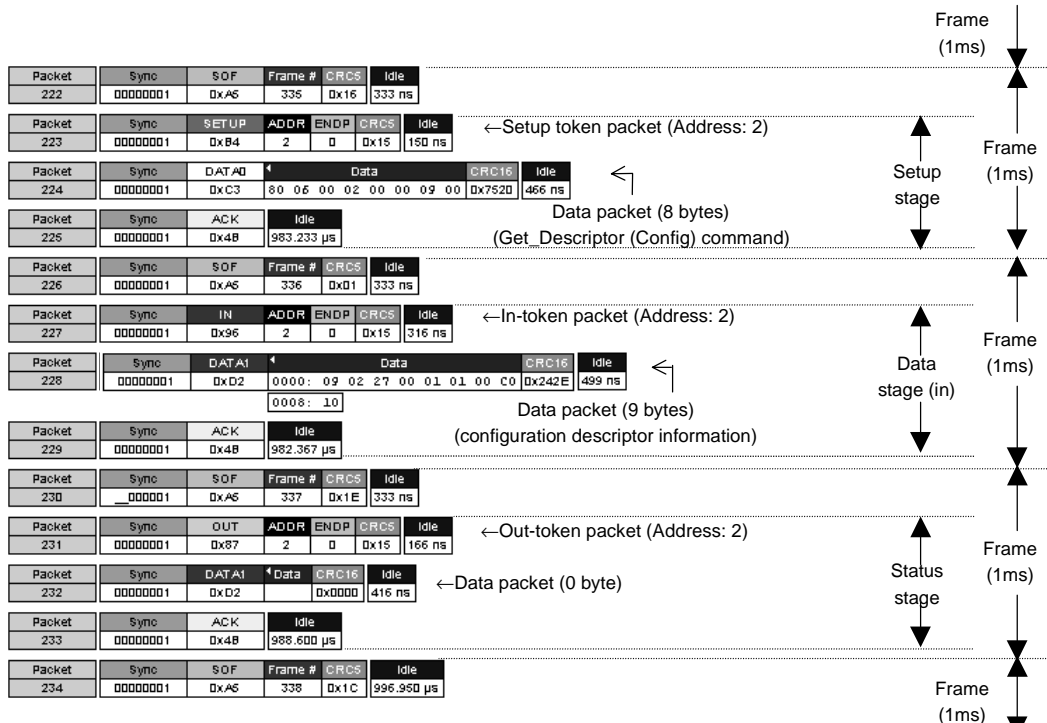 Frame
(1ms)
Packet Sync SOF Frame # CRC5 Idle
222 00000001 0xA5 335 0x16 333 ns
Packet Sync SETUP ADDR ENDP CRC5 Idle
223 00000001 0xB4 2 0 0x15 150 ns
←Setup token packet (Address: 2)
Packet Sync DATA0 Data CRC16 Idle
224 00000001 0xC3 80 06 00 02 00 00 09 00 0x7520 466 ns
Data packet (8 bytes)
(Get_Descriptor (Config) command)
Packet Sync ACK Idle
225 00000001 0x4B 983.233 µs
Setup
stage
Frame
(1ms)
Packet Sync SOF Frame # CRC5 Idle
226 00000001 0xA5 336 0x01 333 ns
Packet Sync IN ADDR ENDP CRC5 Idle
227 00000001 0x96 2 0 0x15 316 ns
←In-token packet (Address: 2)
Packet Sync DATA1 Data CRC16 Idle
228 00000001 0xD2 0000: 09 02 27 00 01 01 00 C0 0x242E 499 ns
0008: 10
Data packet (9 bytes)
(configuration descriptor information)
Packet Sync ACK Idle
229 00000001 0x4B 982.367 µs
Data
stage (in)
Frame
(1ms)
Packet Sync SOF Frame # CRC5 Idle
230 __000001 0xA5 337 0x1E 333 ns
Packet Sync OUT ADDR ENDP CRC5 Idle
231 00000001 0x87 2 0 0x15 166 ns
←Out-token packet (Address: 2)
Packet Sync DATA1 Data CRC16 Idle
232 00000001 0xD2 0x0000 416 ns
←Data packet (0 byte)
Packet Sync ACK Idle
233 00000001 0x4B 988.600 µs
Status
stage
Frame
(1ms)
Packet Sync SOF Frame # CRC5 Idle
234 00000001 0xA5 338 0x1C 996.950 µs
Frame
(1ms)